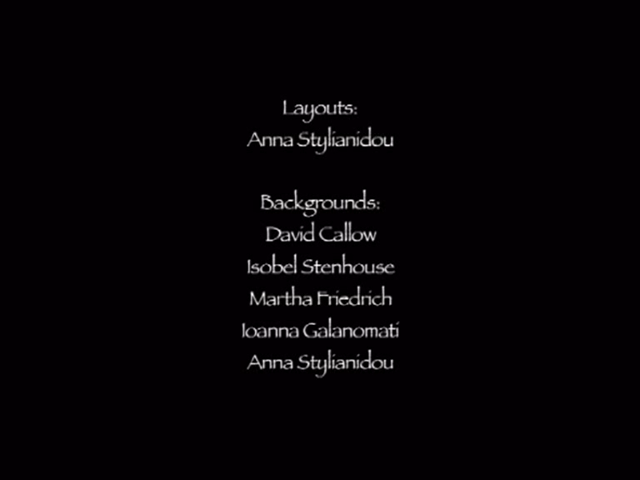 Layouts:
Anna Stylianidou
Backgrounds:
David Callow
Isobel Stenhouse
Martha Friedrich
Ioanna Galanomati
Anna Stylianidou